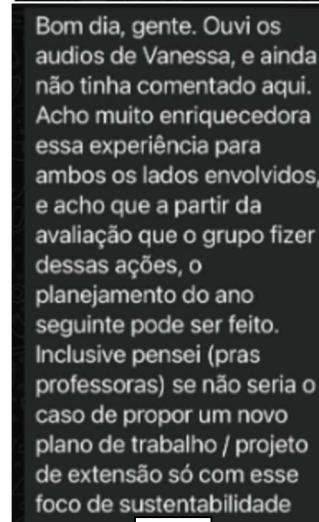 Bom dia, gente. Ouvi os
audios de Vanessa, e ainda
não tinha comentado aqui.
Acho muito enriquecedora
essa experiência para
ambos os lados envolvidos,
e acho que a partir da
avaliação que o grupo fizer
dessas ações, o
planejamento do ano
seguinte pode ser feito.
Inclusive pensei (pras
professoras) se não seria o
caso de propor um novo
plano de trabalho / projeto
de extensão só com esse
foco de sustentabilidade